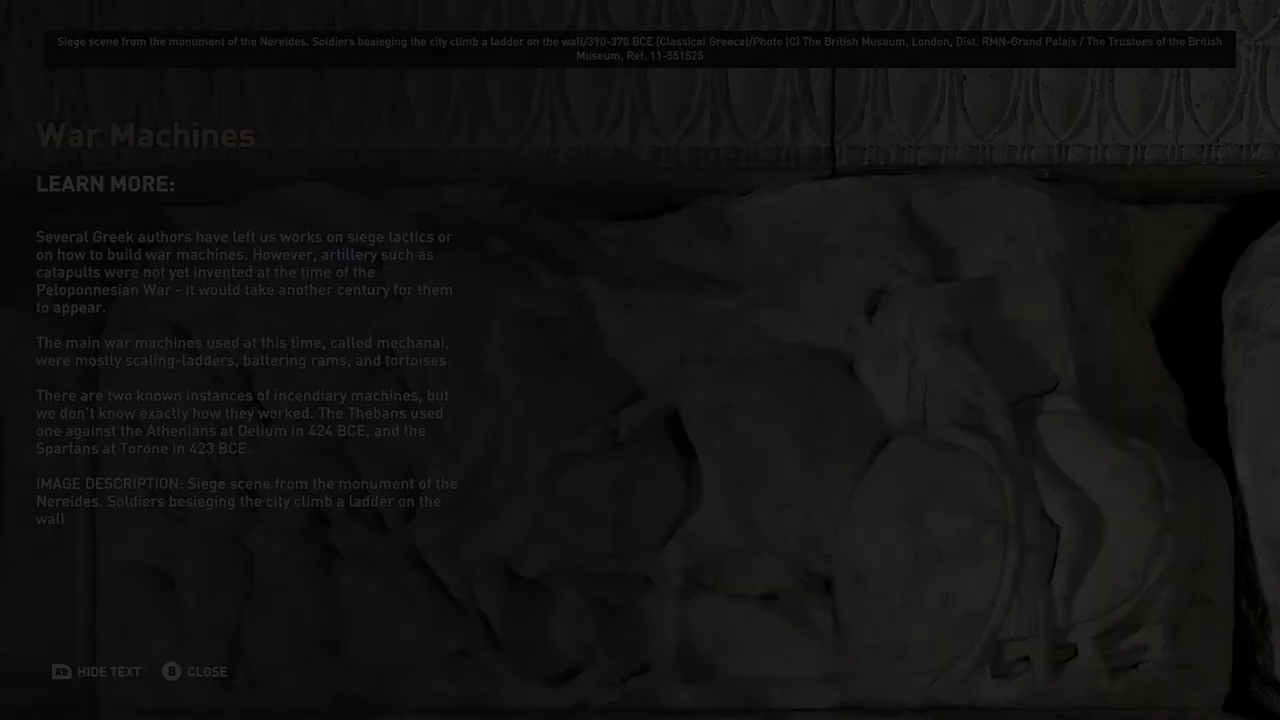 Siege scene from the monument of the Nereides. Soldiers besieging the city climb a ladder on the wall/390-370 BCE (Classical Greece)/Photo (C) The British Museum, London, Dist. RMN-Grand Palais / The Trustees of the British
Museum, Ref. 11-551525
War Machines
LEARN MORE:
Several Greek authors have left us works on siege tactics or
on how to build war machines. However, artillery such as
catapults were not yet invented at the time of the
Peloponnesian War - it would take another century for them
to appear.
The main war machines used at this time, called mechanai,
were mostly scaling-ladders, battering rams, and tortoises.
There are two known instances of incendiary machines, but
we don't know exactly how they worked. The Thebans used
one against the Athenians at Delium in 424 BCE, and the
Spartans at Torone in 423 BCE.
IMAGE DESCRIPTION: Siege scene from the monument of the
Nereides. Soldiers besieging the city climb a ladder on the
wall
RB HIDE TEXT B CLOSE